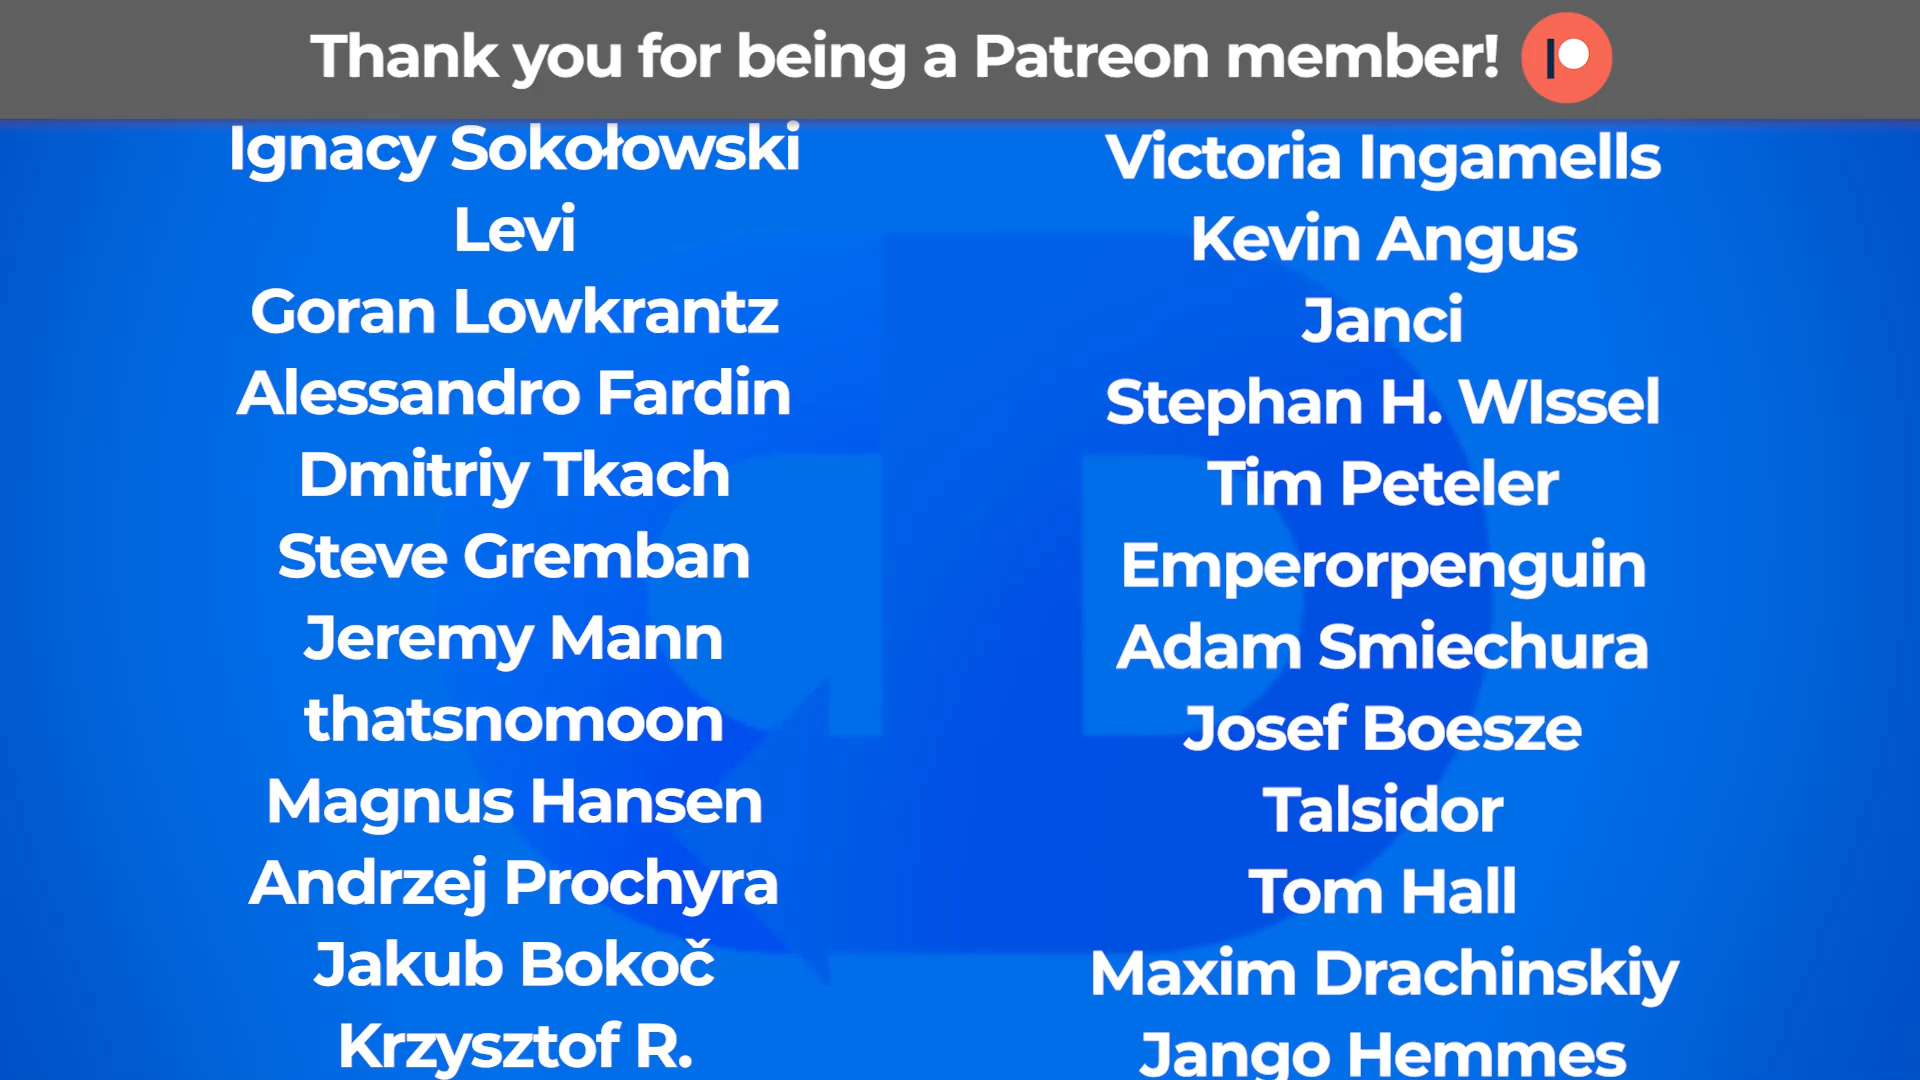 Thank you for being a Patreon member!
Ignacy Sokołowski
Levi
Goran Lowkrantz
Alessandro Fardin
Dmitriy Tkach
Steve Gremban
Jeremy Mann
thatsnomoon
Magnus Hansen
Andrzej Prochyra
Jakub Bokoč
Krzysztof R.
Victoria Ingamells
Kevin Angus
Janci
Stephan H. WIssel
Tim Peteler
Emperorpenguin
Adam Smiechura
Josef Boesze
Talsidor
Tom Hall
Maxim Drachinskiy
Jango Hemmes